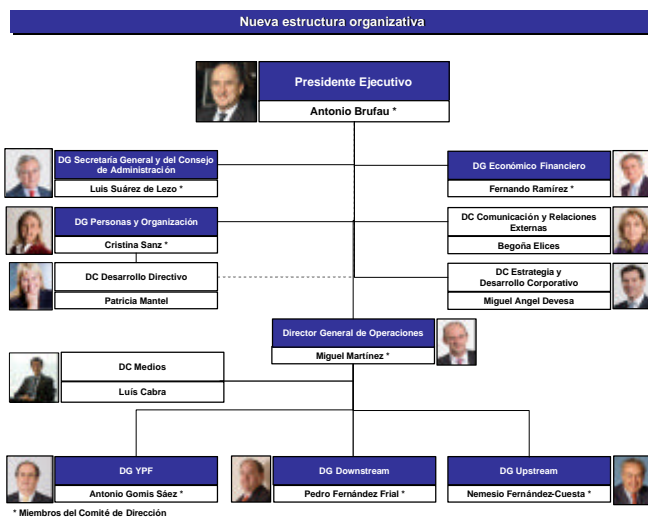 Nueva estructura organizativa
Presidente Ejecutivo
Antonio Brufau *
DG Secretaría General y del Consejo
de Administración
Luis Suárez de Lezo *
DG Económico Financiero
Fernando Ramírez *
DG Personas y Organización
Cristina Sanz *
DC Comunicación y Relaciones
Externas
Begoña Elices
DC Desarrollo Directivo
Patricia Mantel
DC Estrategia y
Desarrollo Corporativo
Miguel Angel Devesa
Director General de Operaciones
Miguel Martínez *
DC Medios
Luís Cabra
DG YPF
Antonio Gomis Sáez *
DG Downstream
Pedro Fernández Frial *
DG Upstream
Nemesio Fernández-Cuesta *
* Miembros del Comité de Dirección